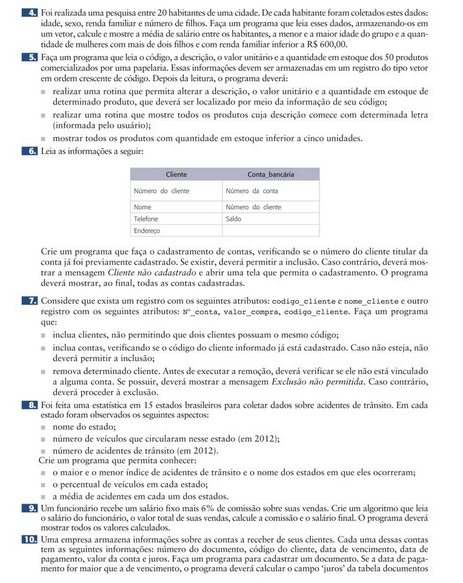 4. Foi realizada uma pesquisa entre 20 habitantes de uma cidade. De cada habitante foram coletados estes dados:
idade, sexo, renda familiar e número de filhos. Faça um programa que leia esses dados, armazenando-os em
um vetor, calcule e mostre a média de salário entre os habitantes, a menor e a maior idade do grupo e a quan-
tidade de mulheres com mais de dois filhos e com renda familiar inferior a R$ 600,00.
5. Faça um programa que leia o código, a descrição, o valor unitário e a quantidade em estoque dos 50 produtos
comercializados por uma papelaria. Essas informações devem ser armazenadas em um registro do tipo vetor
em ordem crescente de código. Depois da leitura, o programa deverá:
■ realizar uma rotina que permita alterar a descrição, o valor unitário e a quantidade em estoque de
determinado produto, que deverá ser localizado por meio da informação de seu código;
■ realizar uma rotina que mostre todos os produtos cuja descrição comece com determinada letra
(informada pelo usuário);
■ mostrar todos os produtos com quantidade em estoque inferior a cinco unidades.
6. Leia as informações a seguir:
Cliente Conta_bancária
Número do cliente Número da conta
Nome Número do cliente
Telefone Saldo
Endereço
Crie um programa que faça o cadastramento de contas, verificando se o número do cliente titular da
conta já foi previamente cadastrado. Se existir, deverá permitir a inclusão. Caso contrário, deverá mos-
trar a mensagem Cliente não cadastrado e abrir uma tela que permita o cadastramento. O programa
deverá mostrar, ao final, todas as contas cadastradas.
7. Considere que exista um registro com os seguintes atributos: codigo_cliente e nome_cliente e outro
registro com os seguintes atributos: Nº_conta, valor_compra, codigo_cliente. Faça um programa
que:
■ inclua clientes, não permitindo que dois clientes possuam o mesmo código;
■ inclua contas, verificando se o código do cliente informado já está cadastrado. Caso não esteja, não
deverá permitir a inclusão;
■ remova determinado cliente. Antes de executar a remoção, deverá verificar se ele não está vinculado
a alguma conta. Se possuir, deverá mostrar a mensagem Exclusão não permitida. Caso contrário,
deverá proceder à exclusão.
8. Foi feita uma estatística em 15 estados brasileiros para coletar dados sobre acidentes de trânsito. Em cada
estado foram observados os seguintes aspectos:
■ nome do estado;
■ número de veículos que circularam nesse estado (em 2012);
■ número de acidentes de trânsito (em 2012).
Crie um programa que permita conhecer:
■ o maior e o menor índice de acidentes de trânsito e o nome dos estados em que eles ocorreram;
■ o percentual de veículos em cada estado;
■ a média de acidentes em cada um dos estados.
9. Um funcionário recebe um salário fixo mais 6% de comissão sobre suas vendas. Crie um algoritmo que leia
o salário do funcionário, o valor total de suas vendas, calcule a comissão e o salário final. O programa deverá
mostrar todos os valores calculados.
10. Uma empresa armazena informações sobre as contas a receber de seus clientes. Cada uma dessas contas
tem as seguintes informações: número do documento, código do cliente, data de vencimento, data de
pagamento, valor da conta e juros. Faça um programa para cadastrar um documento. Se a data de paga-
mento for maior que a de vencimento, o programa deverá calcular o campo 'juros' da tabela documentos